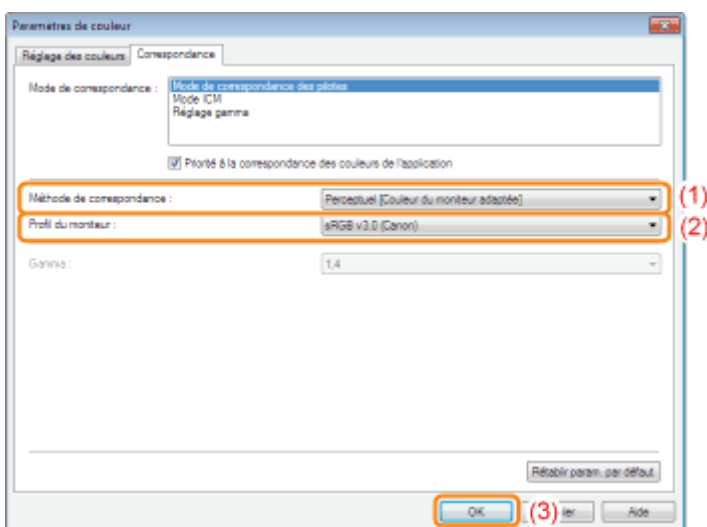 Paramètres de couleur
Réglage des couleurs Correspondance
Mode de correspondance :
Mode de correspondance des pilotes
Mode ICM
Réglage gamma
Priorité à la correspondance des couleurs de l'application
Méthode de correspondance : Perceptuel [Couleur du moniteur adaptée] (1)
Profil du moniteur : sRGB v3.0 (Canon) (2)
Gamma : 1,4
Rétablir param. par défaut
OK (3) ler Aide